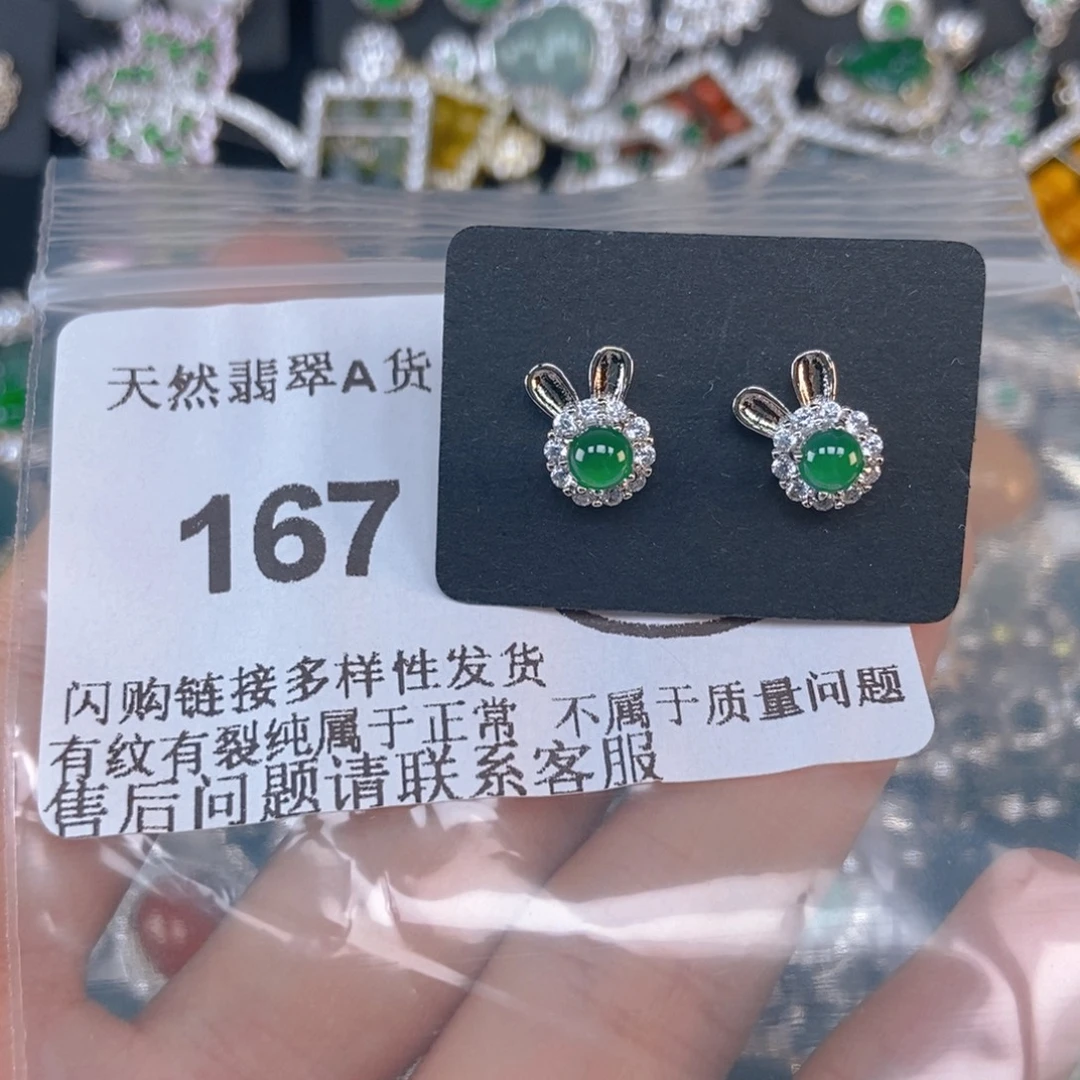 天然翡翠A货
167
闪购链接多样性发货
有纹有裂纯属于正常 不属于质量问题
售后问题请联系客服